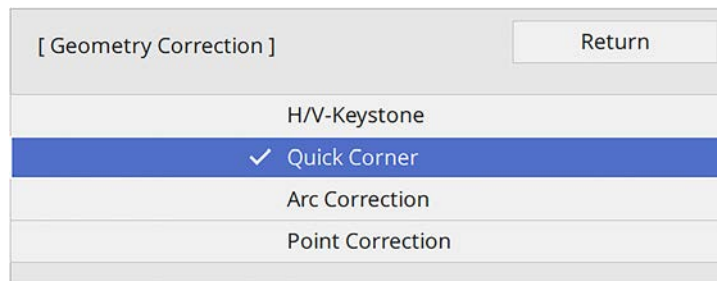 [ Geometry Correction ]
Return
H/V-Keystone
Quick Corner
Arc Correction
Point Correction